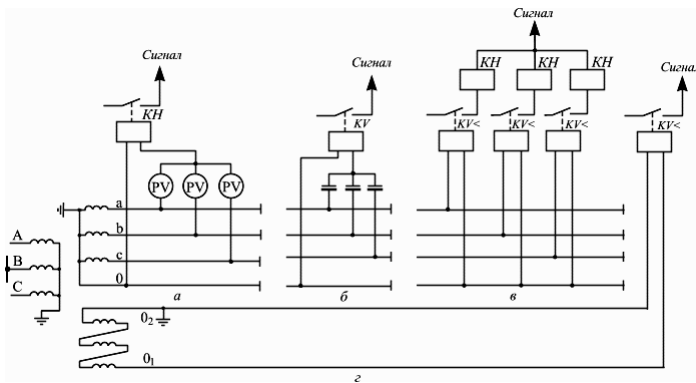 Сигнал
Сигнал
Сигнал
Сигнал
КН
КН
КН
КН
KV
KV<
KV<
KV<
KV<
PV
PV
PV
a
b
c
0
A
B
C
а
б
в
0₂
0₁
г